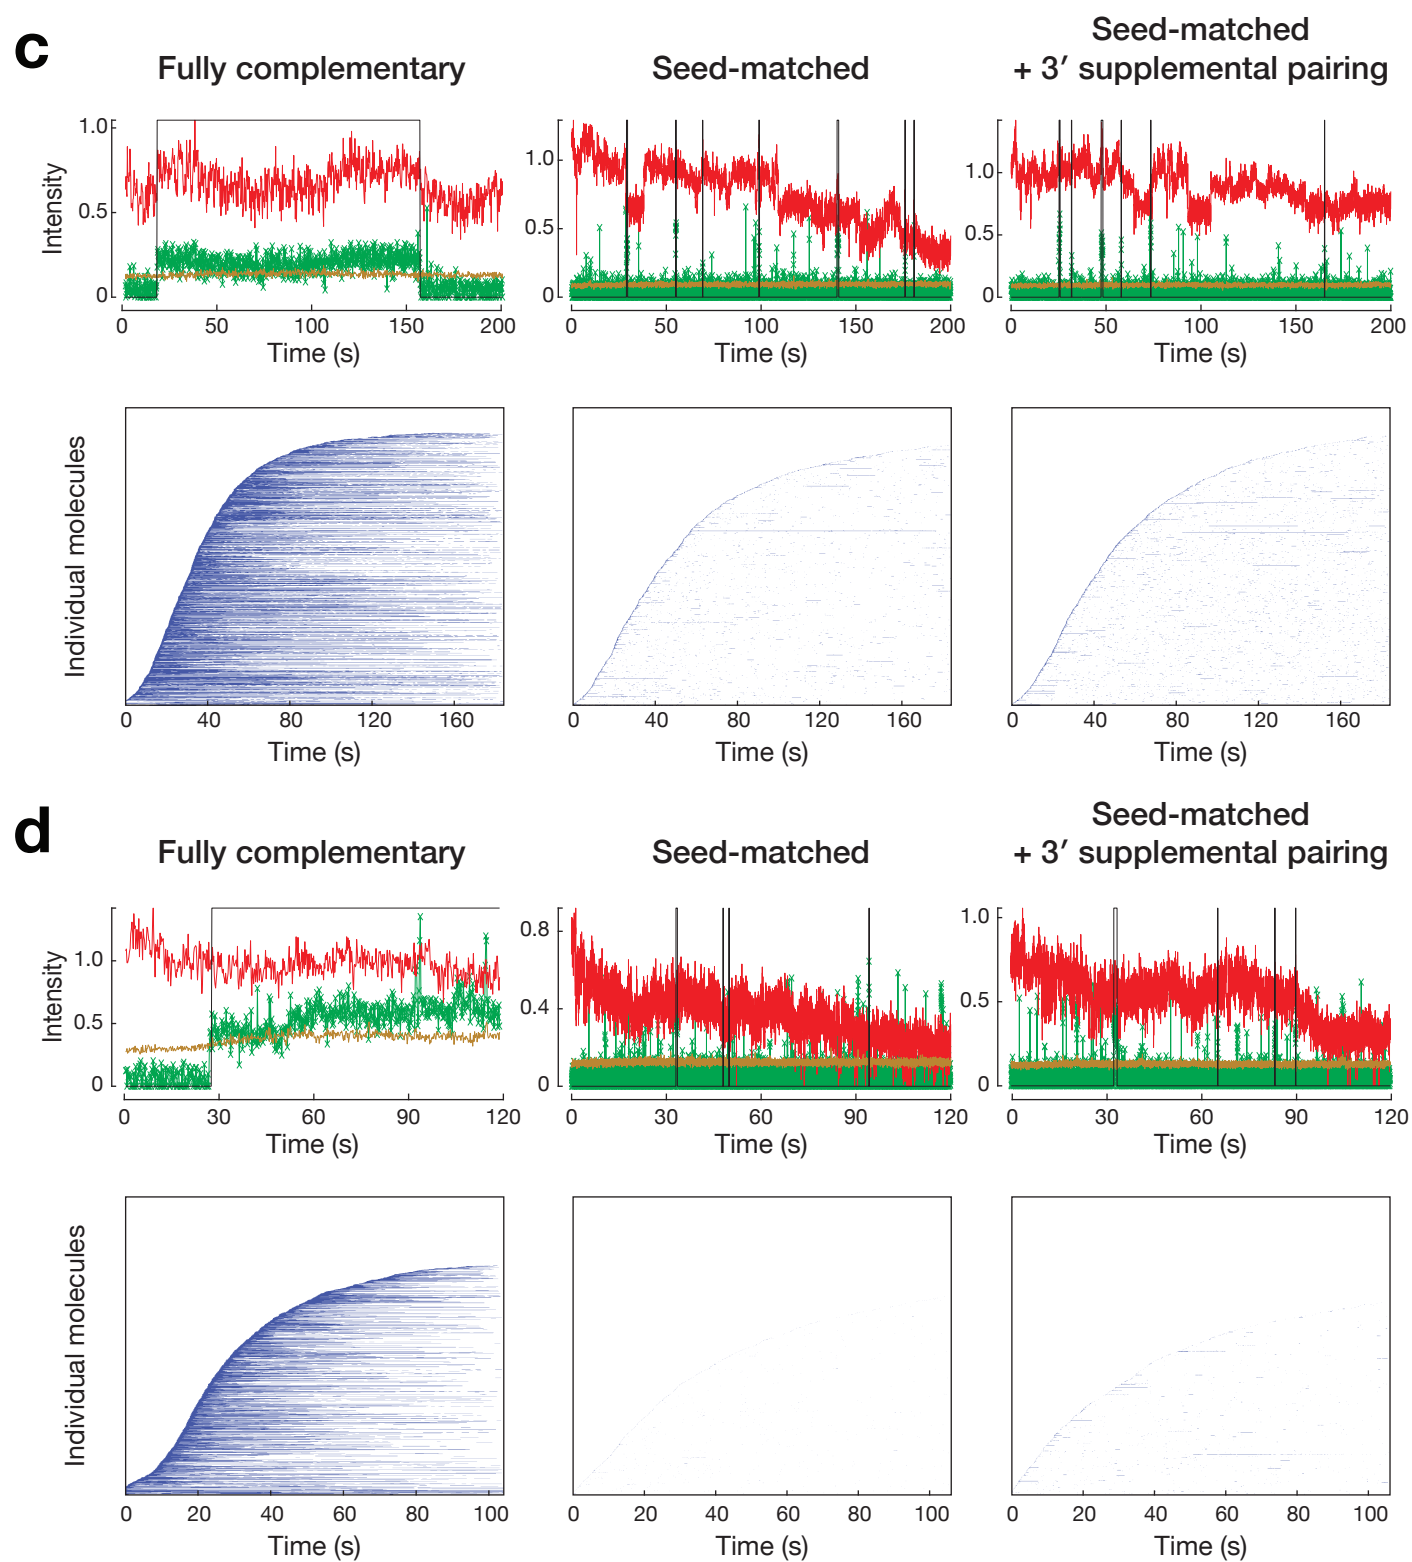 c
Fully complementary
Seed-matched
Seed-matched
+ 3′ supplemental pairing
Intensity
1.0
0.5
0
0 50 100 150 200
Time (s)
1.0
0.5
0
0 50 100 150 200
Time (s)
1.0
0.5
0
0 50 100 150 200
Time (s)
Individual molecules
0 40 80 120 160
Time (s)
0 40 80 120 160
Time (s)
0 40 80 120 160
Time (s)
d
Fully complementary
Seed-matched
Seed-matched
+ 3′ supplemental pairing
Intensity
1.0
0.5
0
0 30 60 90 120
Time (s)
0.8
0.4
0
0 30 60 90 120
Time (s)
1.0
0.5
0
0 30 60 90 120
Time (s)
Individual molecules
0 20 40 60 80 100
Time (s)
0 20 40 60 80 100
Time (s)
0 20 40 60 80 100
Time (s)